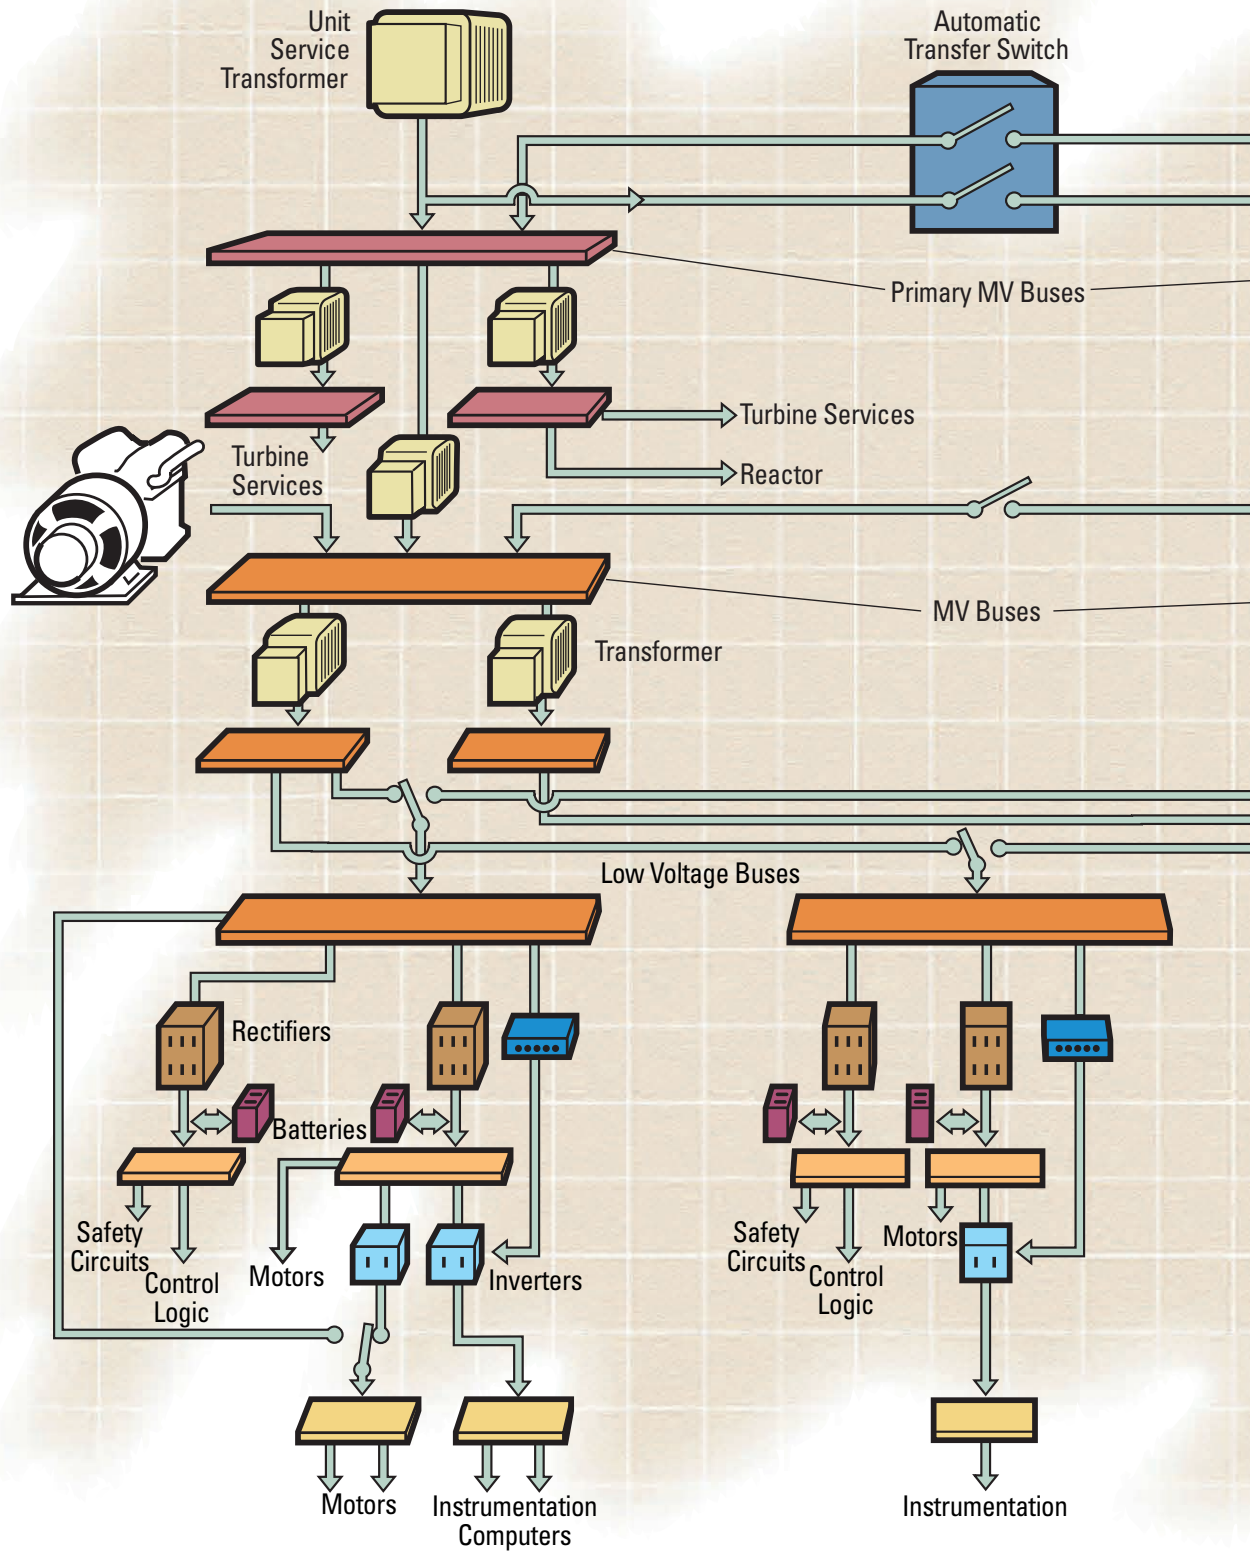 Unit
Service
Transformer
Automatic
Transfer Switch
Primary MV Buses
Turbine Services
Turbine
Services
Reactor
MV Buses
Transformer
Low Voltage Buses
Rectifiers
Batteries
Safety
Circuits
Control
Logic
Motors
Inverters
Safety
Circuits
Control
Logic
Motors
Motors
Instrumentation
Computers
Instrumentation